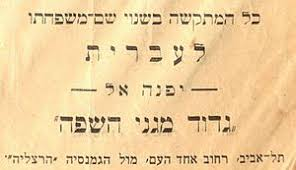 כל המתקשה בשנוי שם-משפחתו
לעברית
— יפנה אל —
"גדוד מגני השפה"
תל-אביב, רחוב אחד העם, מול הגמנסיה "הרצליה".